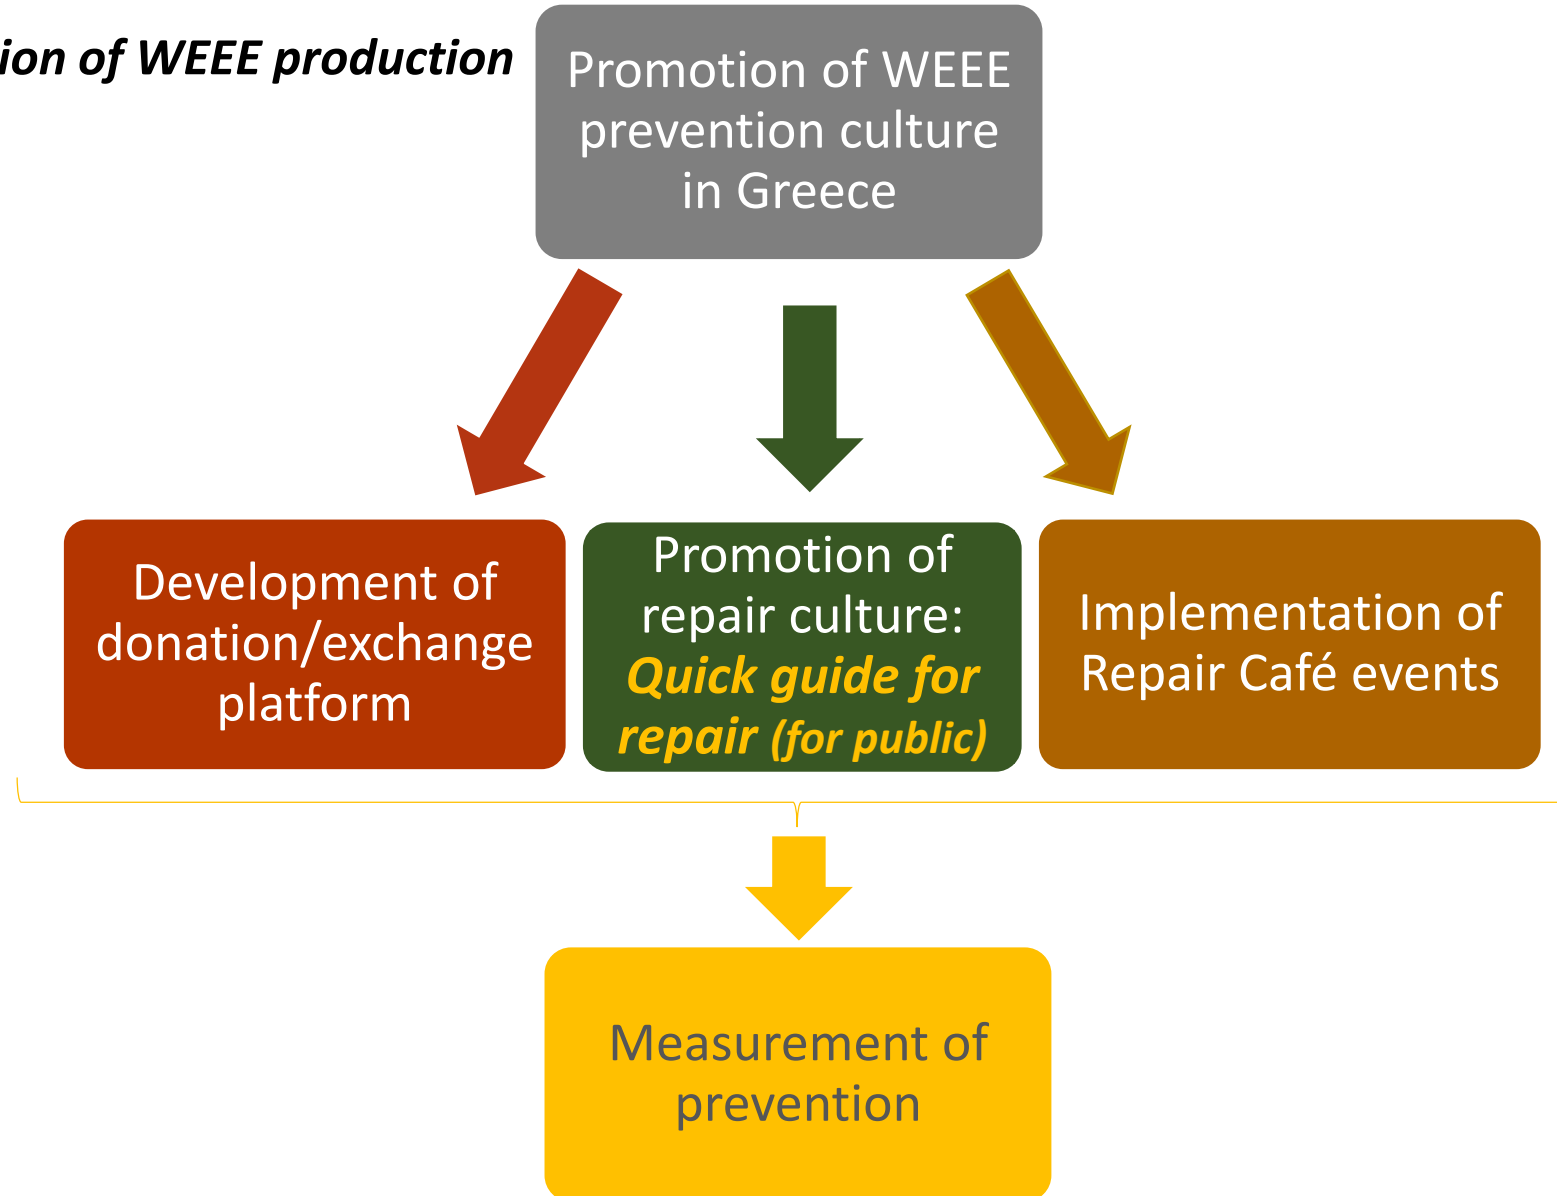 ion of WEEE production
Promotion of WEEE
prevention culture
in Greece
Development of
donation/exchange
platform
Promotion of
repair culture:
Quick guide for
repair (for public)
Implementation of
Repair Café events
Measurement of
prevention